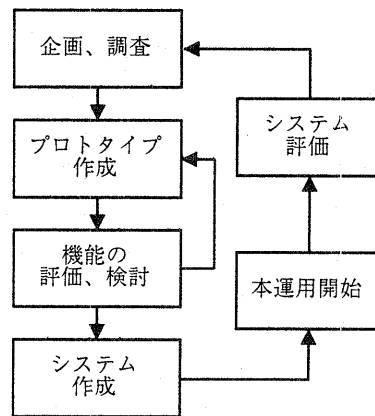 企画、調査
プロトタイプ
作成
機能の
評価、検討
システム
作成
本運用開始
システム
評価